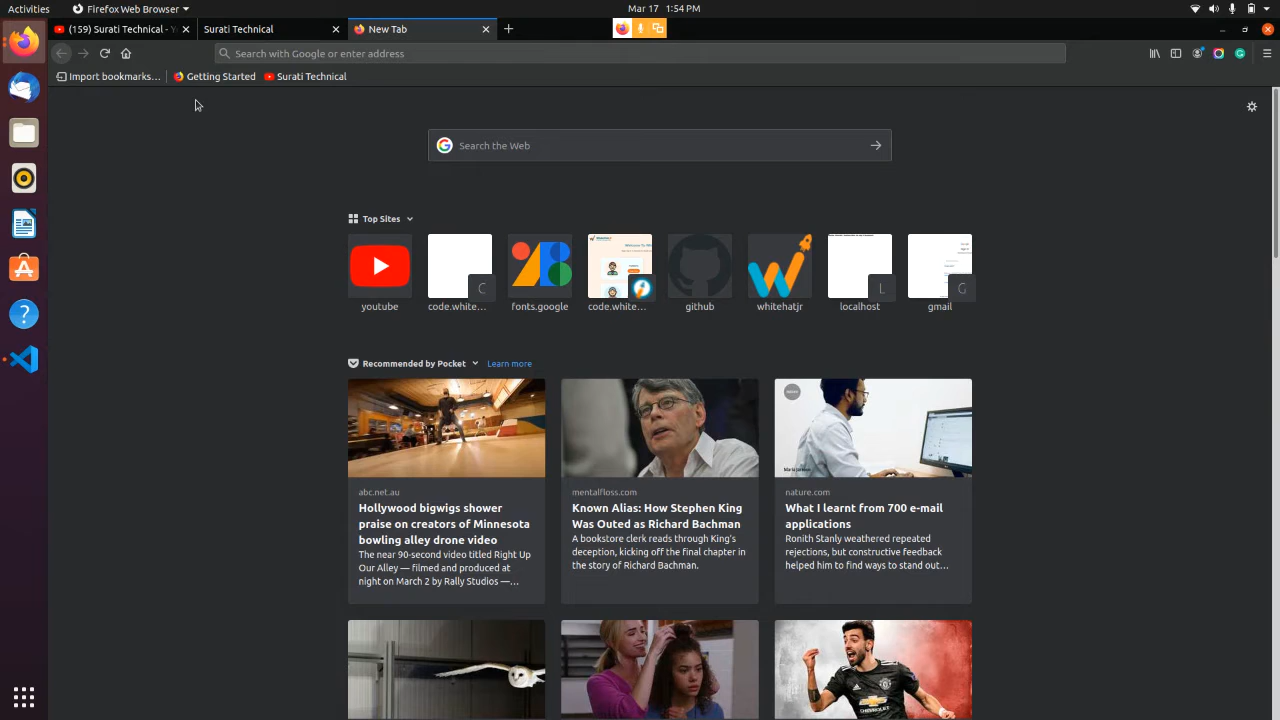 Activities
Firefox Web Browser
Mar 17 1:54 PM
(159) Surati Technical - Y
Surati Technical
New Tab
Search with Google or enter address
Import bookmarks...
Getting Started
Surati Technical
Search the Web
Top Sites
C
L
G
youtube
code.white...
fonts.google
code.white...
github
whitehatjr
localhost
gmail
Recommended by Pocket
Learn more
abc.net.au
Hollywood bigwigs shower
praise on creators of Minnesota
bowling alley drone video
The near 90-second video titled Right Up
Our Alley — filmed and produced at
night on March 2 by Rally Studios —...
mentalfloss.com
Known Alias: How Stephen King
Was Outed as Richard Bachman
A bookstore clerk reads through King's
deception, kicking off the final chapter in
the story of Richard Bachman.
nature.com
What I learnt from 700 e-mail
applications
Ronith Stanly weathered repeated
rejections, but constructive feedback
helped him to find ways to stand out...
CHEVROLET